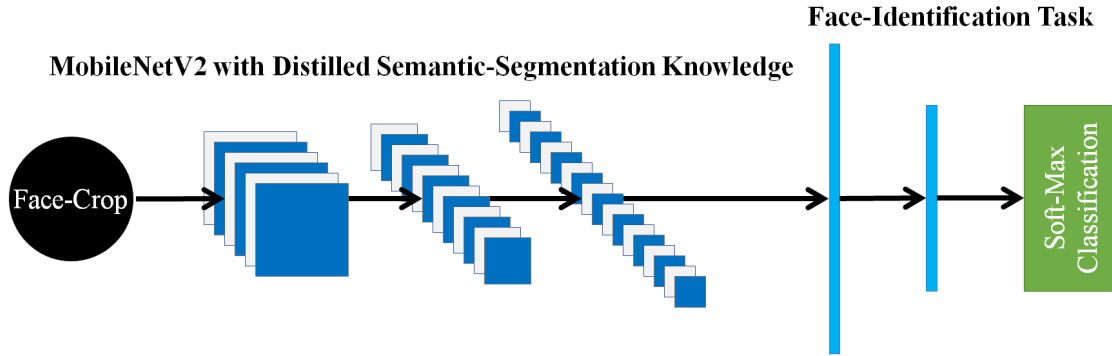 Face-Identification Task
MobileNetV2 with Distilled Semantic-Segmentation Knowledge
Face-Crop
Soft-Max
Classification